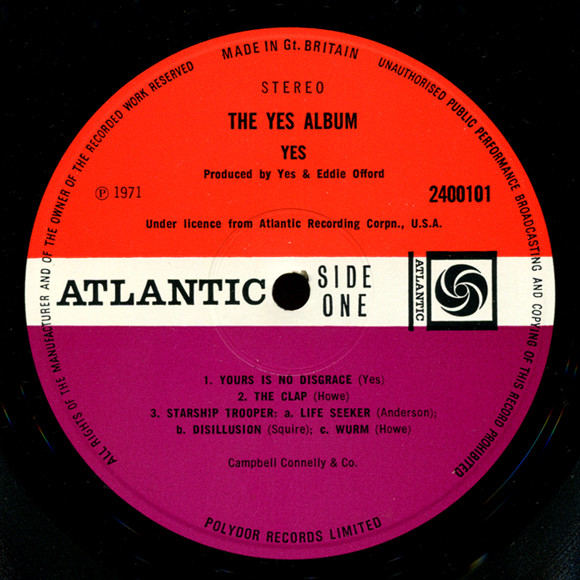 MADE IN Gt. BRITAIN
ALL RIGHTS OF THE MANUFACTURER AND OF THE OWNER OF THE RECORDED WORK RESERVED
UNAUTHORISED PUBLIC PERFORMANCE BROADCASTING AND COPYING OF THIS RECORD PROHIBITED
STEREO
THE YES ALBUM
YES
Produced by Yes & Eddie Offord
℗ 1971
2400101
Under licence from Atlantic Recording Corpn., U.S.A.
ATLANTIC
SIDE
ONE
ATLANTIC
1. YOURS IS NO DISGRACE (Yes)
2. THE CLAP (Howe)
3. STARSHIP TROOPER: a. LIFE SEEKER (Anderson);
b. DISILLUSION (Squire); c. WURM (Howe)
Campbell Connelly & Co.
POLYDOR RECORDS LIMITED